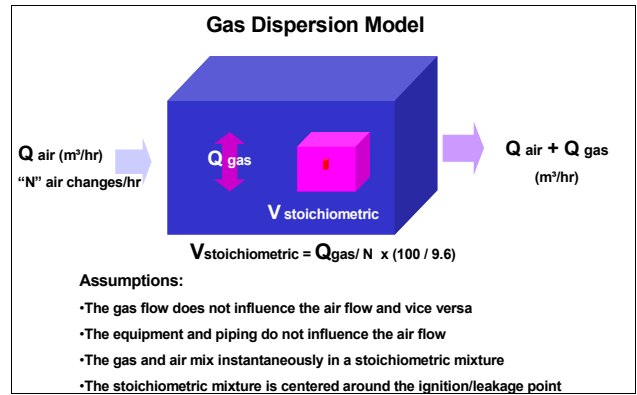 Gas Dispersion Model
Q air (m³/hr)
“N” air changes/hr
Q gas
V stoichiometric
Q air + Q gas
(m³/hr)
Vstoichiometric = Qgas/ N x (100 / 9.6)
Assumptions:
•The gas flow does not influence the air flow and vice versa
•The equipment and piping do not influence the air flow
•The gas and air mix instantaneously in a stoichiometric mixture
•The stoichiometric mixture is centered around the ignition/leakage point